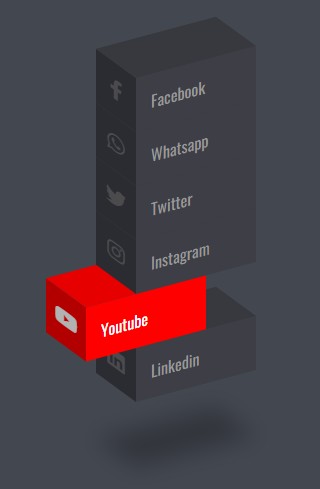 Facebook
Whatsapp
Twitter
Instagram
Youtube
Linkedin